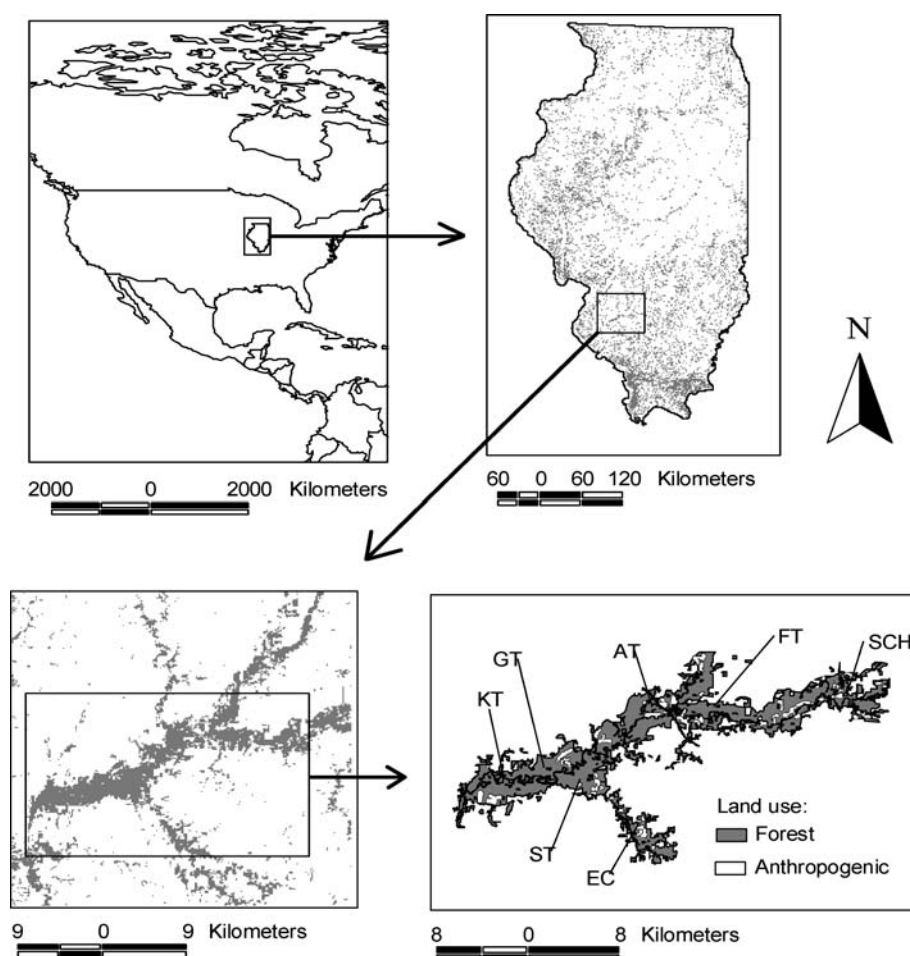 N
2000 0 2000 Kilometers
60 0 60 120 Kilometers
KT
GT
AT
FT
SCH
ST
EC
Land use:
Forest
Anthropogenic
9 0 9 Kilometers
8 0 8 Kilometers